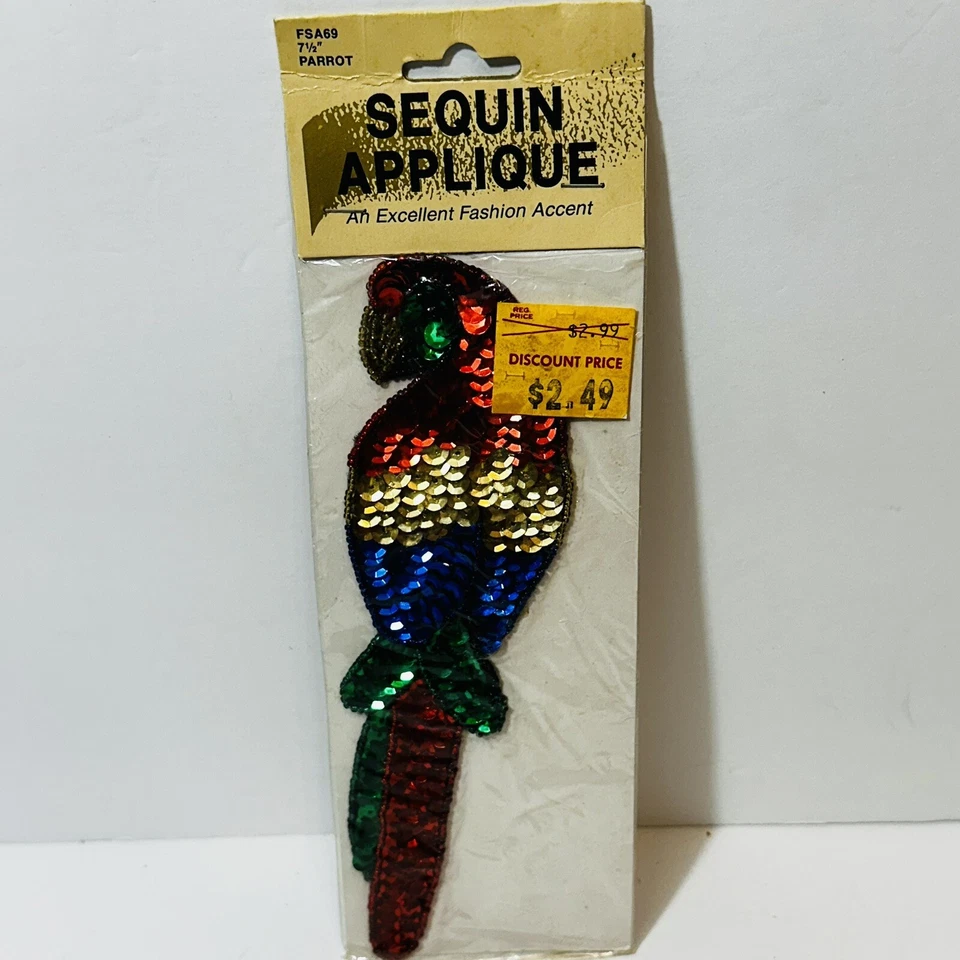 FSA69
7½"
PARROT
SEQUIN
APPLIQUE
An Excellent Fashion Accent
REG.
PRICE
$2.99
DISCOUNT PRICE
$2.49